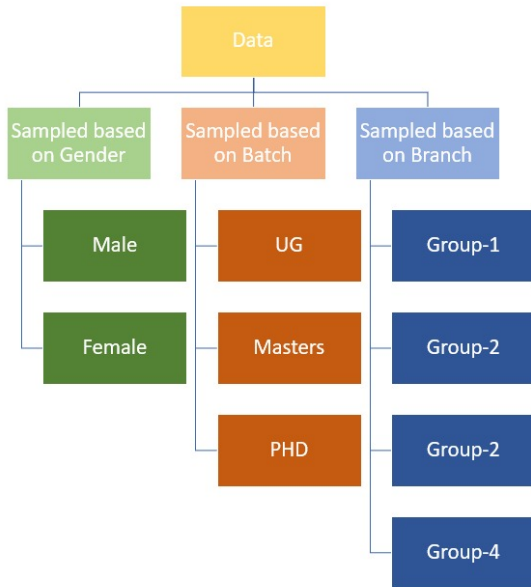 Data
Sampled based
on Gender
Sampled based
on Batch
Sampled based
on Branch
Male
UG
Group-1
Female
Masters
Group-2
PHD
Group-2
Group-4